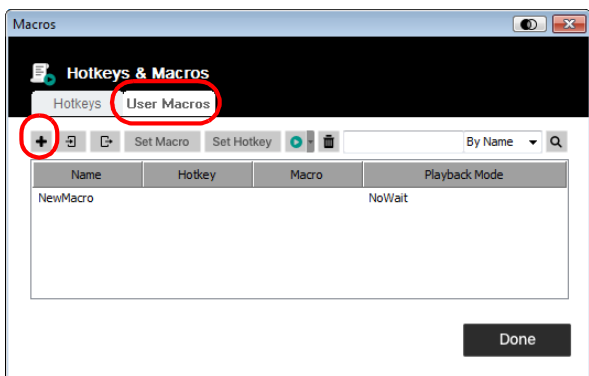 Macros
Hotkeys & Macros
Hotkeys User Macros
Set Macro Set Hotkey By Name
Name Hotkey Macro Playback Mode
NewMacro NoWait
Done